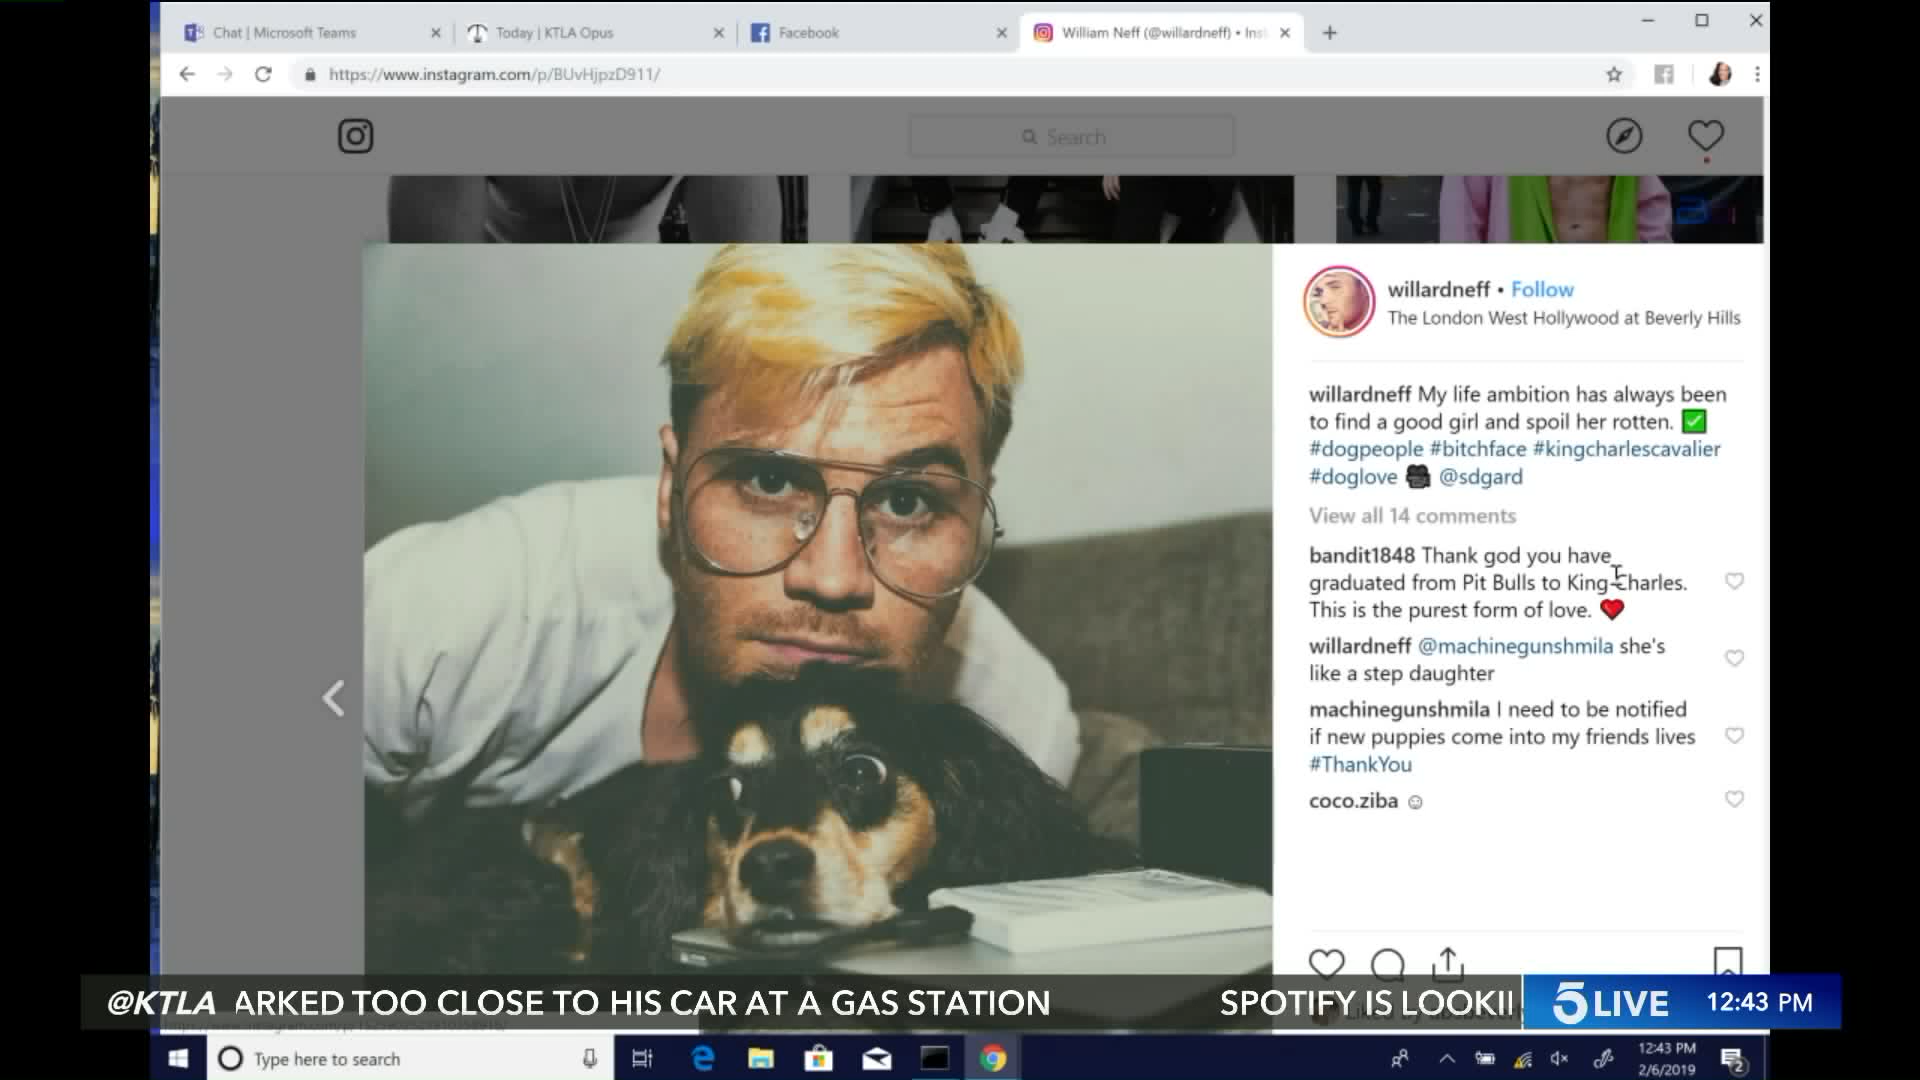 Chat | Microsoft Teams
Today | KTLA Opus
Facebook
William Neff (@willardneff) • Inst
https://www.instagram.com/p/BUvHjpzD911/
Search
willardneff • Follow
The London West Hollywood at Beverly Hills
willardneff My life ambition has always been
to find a good girl and spoil her rotten. ✅
#dogpeople #bitchface #kingcharlescavalier
#doglove 🎥 @sdgard
View all 14 comments
bandit1848 Thank god you have
graduated from Pit Bulls to King Charles.
This is the purest form of love. ❤️
willardneff @machinegunshmila she's
like a step daughter
machinegunshmila I need to be notified
if new puppies come into my friends lives
#ThankYou
coco.ziba ☺
@KTLA ARKED TOO CLOSE TO HIS CAR AT A GAS STATION SPOTIFY IS LOOKII
5 LIVE 12:43 PM
Type here to search
12:43 PM
2/6/2019
2